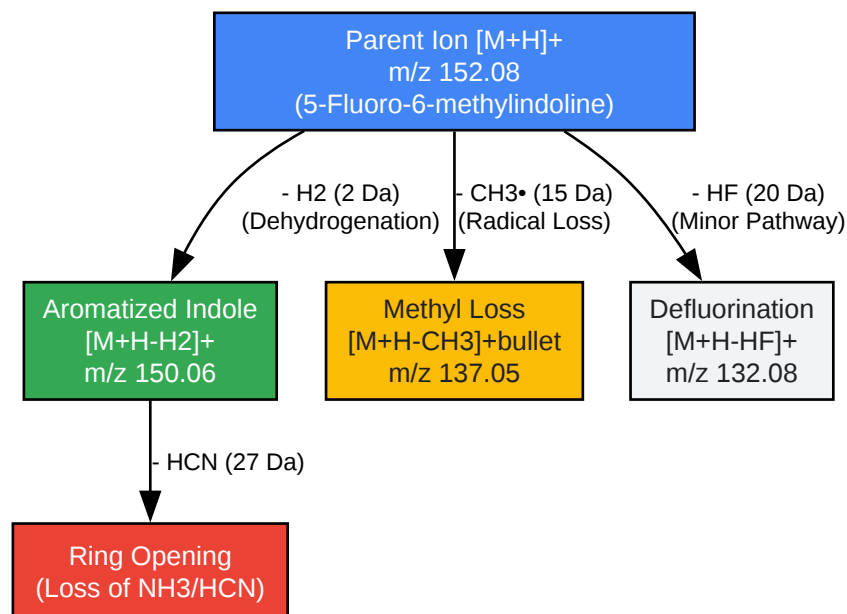 Parent Ion [M+H]+
m/z 152.08
(5-Fluoro-6-methylindoline)
- H2 (2 Da)
(Dehydrogenation)
- CH3• (15 Da)
(Radical Loss)
- HF (20 Da)
(Minor Pathway)
Aromatized Indole
[M+H-H2]+
m/z 150.06
Methyl Loss
[M+H-CH3]+bullet
m/z 137.05
Defluorination
[M+H-HF]+
m/z 132.08
- HCN (27 Da)
Ring Opening
(Loss of NH3/HCN)